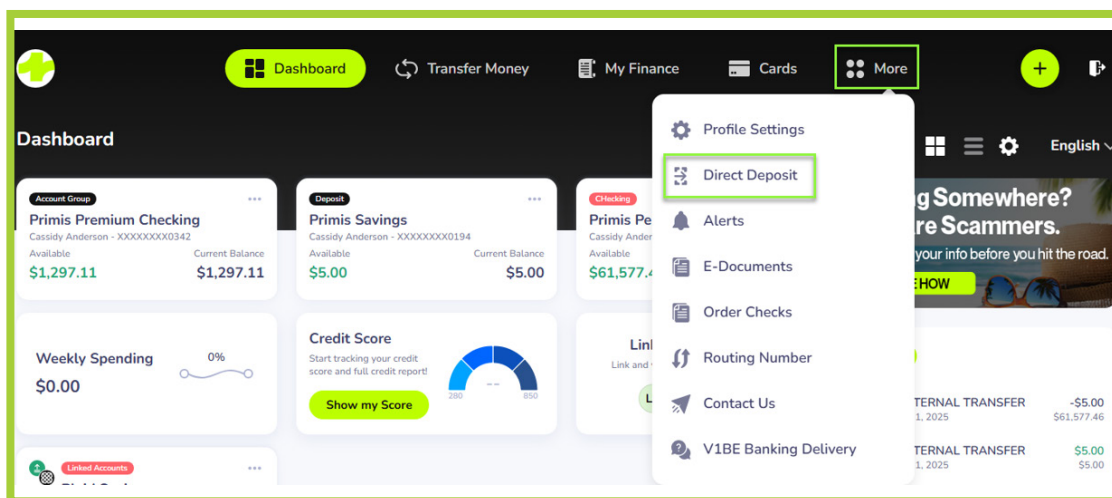 Dashboard
Transfer Money
My Finance
Cards
More
+
Dashboard
English
Profile Settings
Direct Deposit
Alerts
E-Documents
Order Checks
Routing Number
Contact Us
V1BE Banking Delivery
Account Group
Primis Premium Checking
Cassidy Anderson - XXXXXXXX0342
Available Current Balance
$1,297.11 $1,297.11
Deposit
Primis Savings
Cassidy Anderson - XXXXXXXX0194
Available Current Balance
$5.00 $5.00
CHecking
Primis Pe
Cassidy Ander
Available
$61,577.4
g Somewhere?
re Scammers.
your info before you hit the road.
HOW
Weekly Spending 0%
$0.00
Credit Score
Start tracking your credit
score and full credit report!
Show my Score
280 -- 850
Lin
Link and
L
TERNAL TRANSFER -$5.00
1, 2025 $61,577.46
TERNAL TRANSFER $5.00
1, 2025 $5.00
Linked Accounts